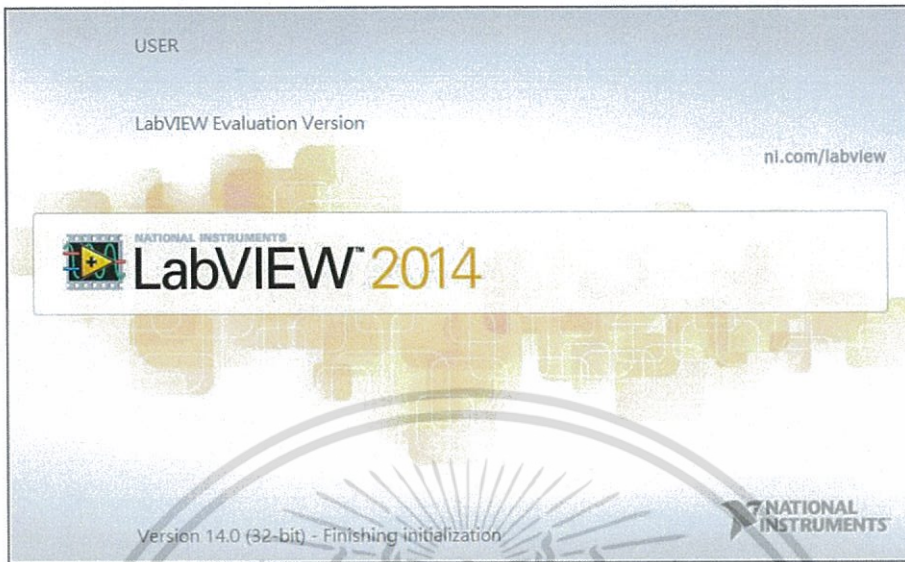 USER
LabVIEW Evaluation Version
ni.com/labview
NATIONAL INSTRUMENTS
LabVIEW™ 2014
NATIONAL
INSTRUMENTS
Version 14.0 (32-bit) - Finishing initialization